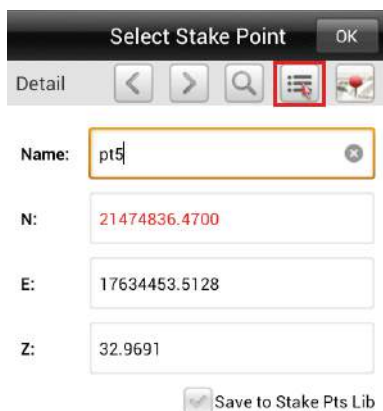 Select Stake Point OK
Detail
Name: pt5
N: 21474836.4700
E: 17634453.5128
Z: 32.9691
Save to Stake Pts Lib